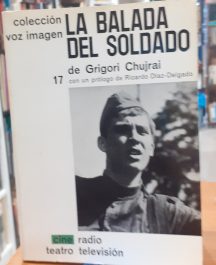 colección
voz imagen
LA BALADA
DEL SOLDADO
17 de Grigori Chujrai
con un prólogo de Ricardo Díaz-Delgado
cine radio
teatro televisión